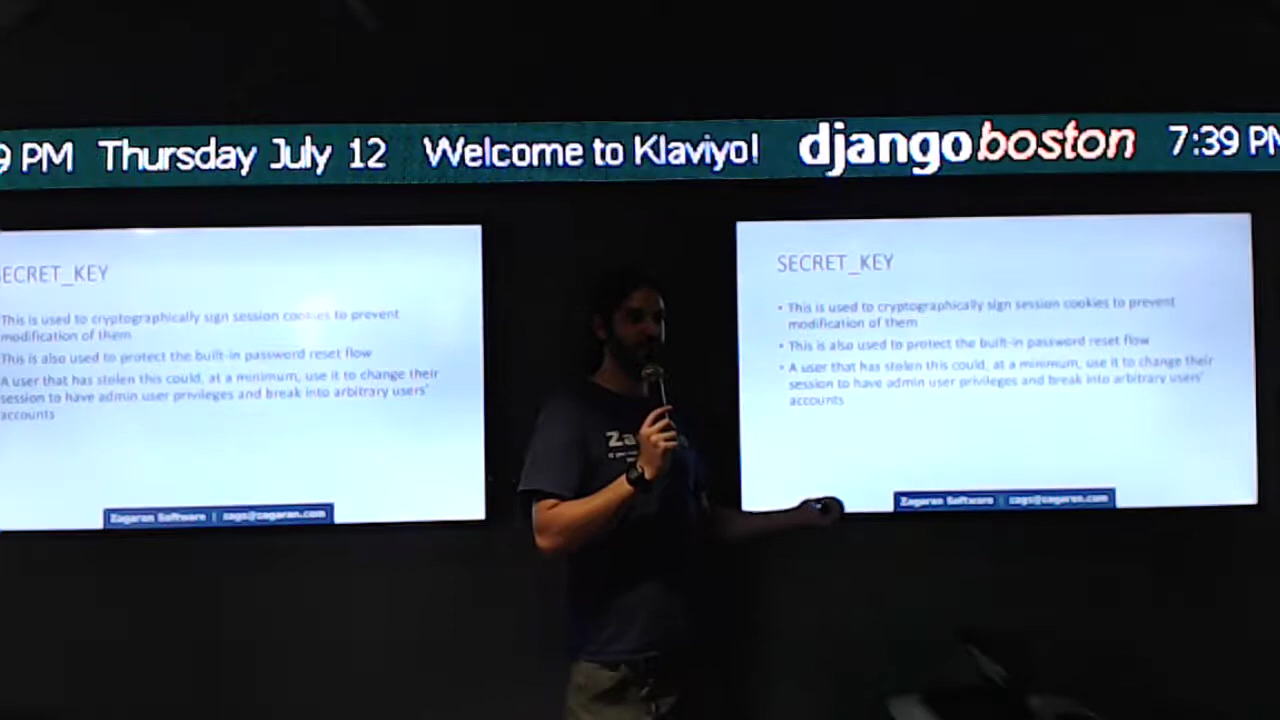 9 PM Thursday July 12 Welcome to Klaviyo! djangoboston 7:39 PM
ECRET_KEY
This is used to cryptographically sign session cookies to prevent
modification of them
This is also used to protect the built-in password reset flow
A user that has stolen this could, at a minimum, use it to change their
session to have admin user privileges and break into arbitrary users'
accounts
Zagaran Software | zags@zagaran.com
Za
SECRET_KEY
• This is used to cryptographically sign session cookies to prevent
modification of them
• This is also used to protect the built-in password reset flow
• A user that has stolen this could, at a minimum, use it to change their
session to have admin user privileges and break into arbitrary users'
accounts
Zagaran Software | zags@zagaran.com